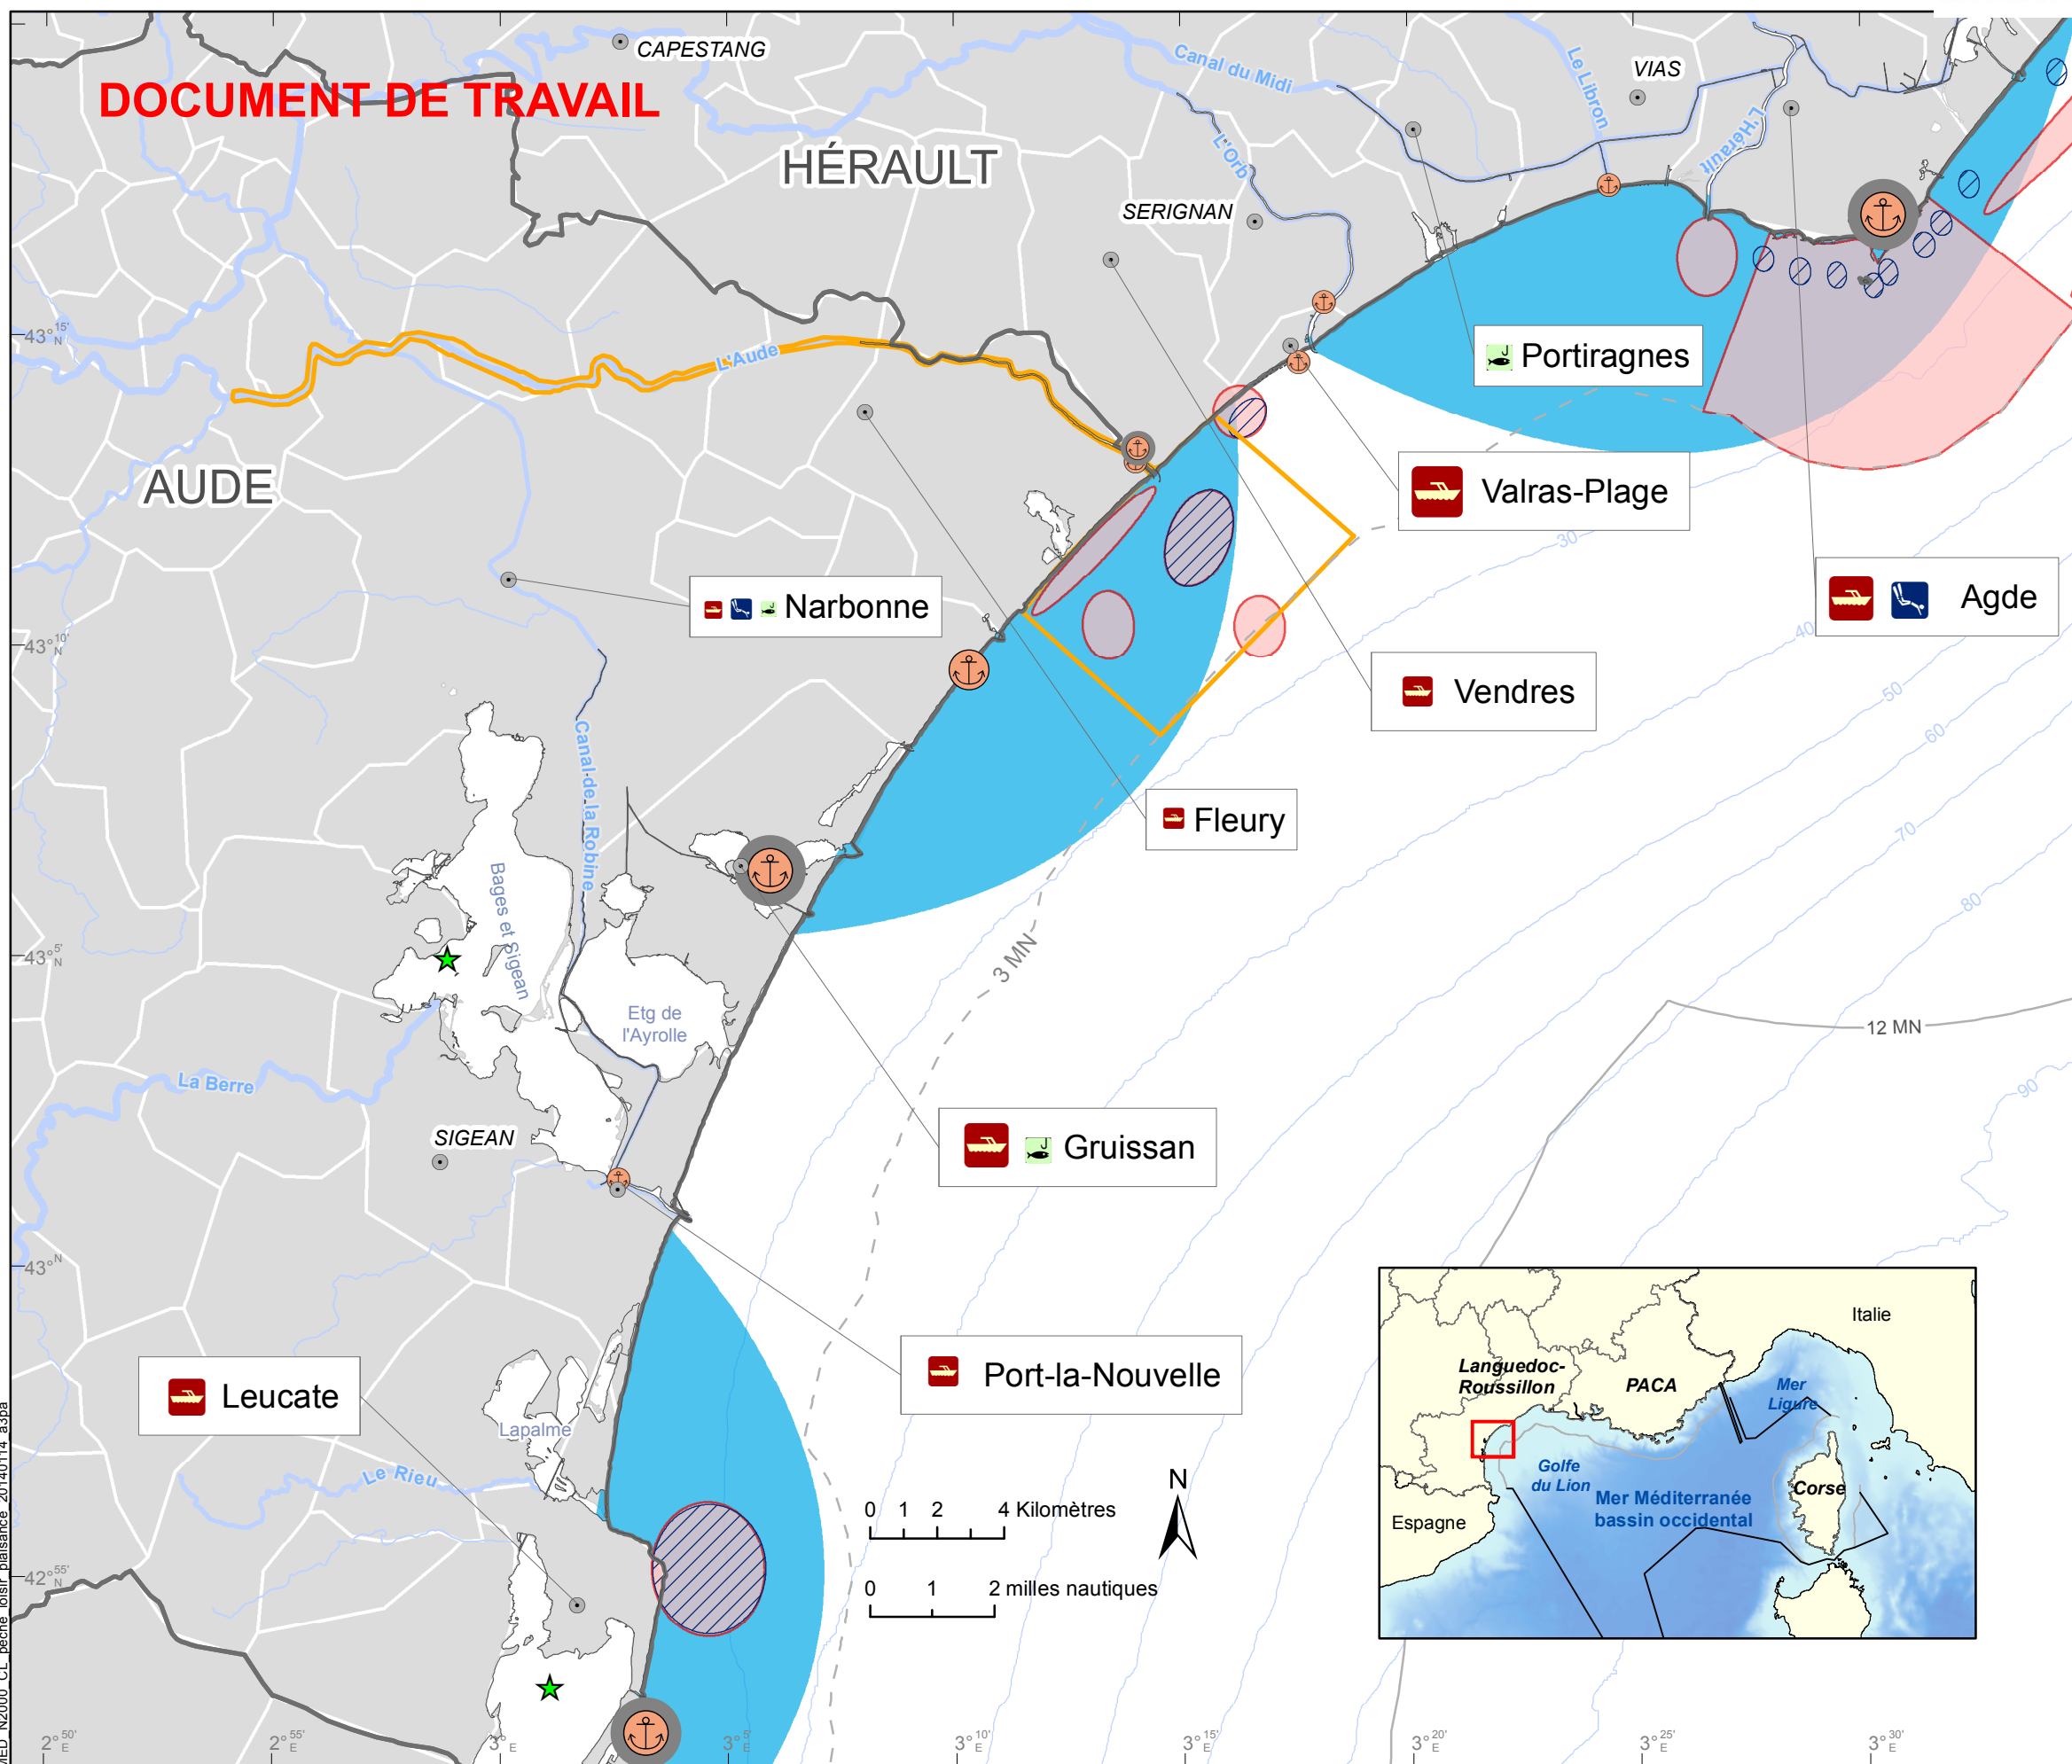 CAPESTANG
DOCUMENT DE TRAVAIL
Canal du Midi
Le Libron
VIAS
L'Hérault
HÉRAULT
L'Orb
SERIGNAN
43° 15' N
L'Aude
Portiragnes
AUDE
Valras-Plage
30
Narbonne
Agde
43° 10' N
40
Vendres
50
60
Canal de la Robine
Fleury
70
Bages et Sigean
80
43° 5' N
3 MN
Etg de
l'Ayrolle
12 MN
La Berre
90
SIGEAN
Gruissan
43° N
Port-la-Nouvelle
Leucate
Lapalme
Le Rieu
Italie
Languedoc-
Roussillon
PACA
Mer
Ligure
Golfe
du Lion
Corse
Mer Méditerranée
bassin occidental
Espagne
N
0 1 2 4 Kilomètres
0 1 2 milles nautiques
42° 55' N
2° 50' E
2° 55' E
3° E
3° 5' E
3° 10' E
3° 15' E
3° 20' E
3° 25' E
3° 30' E
MED_N2000_CL_peche_loisir_plaisance_20140114_a3pa